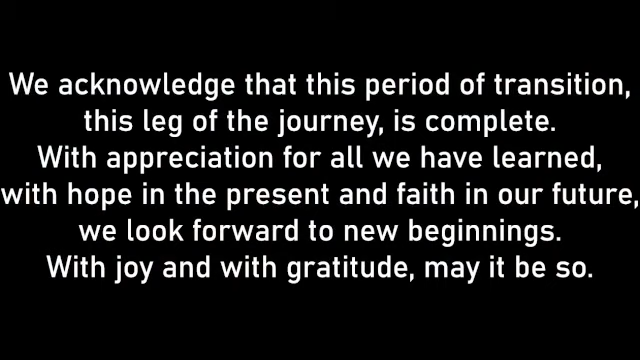 We acknowledge that this period of transition,
this leg of the journey, is complete.
With appreciation for all we have learned,
with hope in the present and faith in our future,
we look forward to new beginnings.
With joy and with gratitude, may it be so.